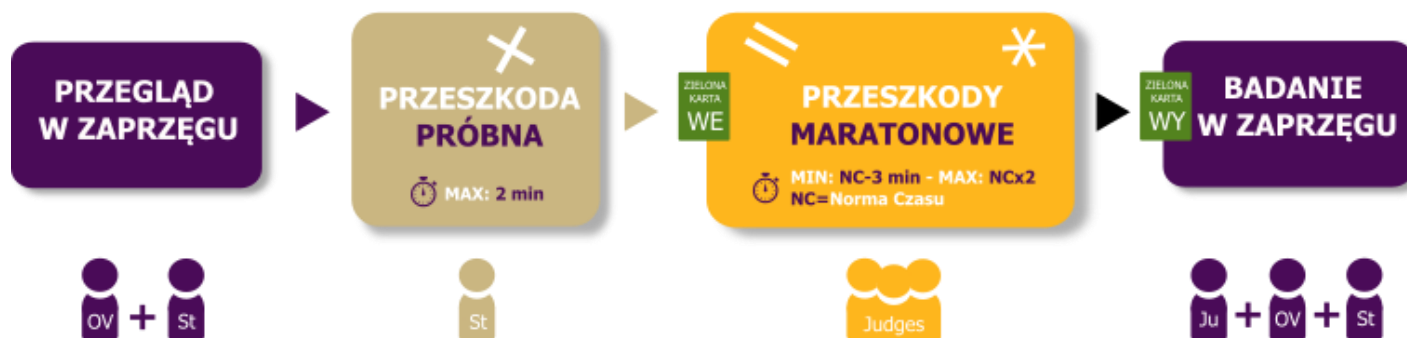 PRZEGLĄD
W ZAPRZĘGU
PRZESZKODA
PRÓBNA
MAX: 2 min
ZIELONA
KARTA
WE
PRZESZKODY
MARATONOWE
MIN: NC-3 min - MAX: NCx2
NC=Norma Czasu
ZIELONA
KARTA
WY
BADANIE
W ZAPRZĘGU
OV + St
St
Judges
Ju + OV + St